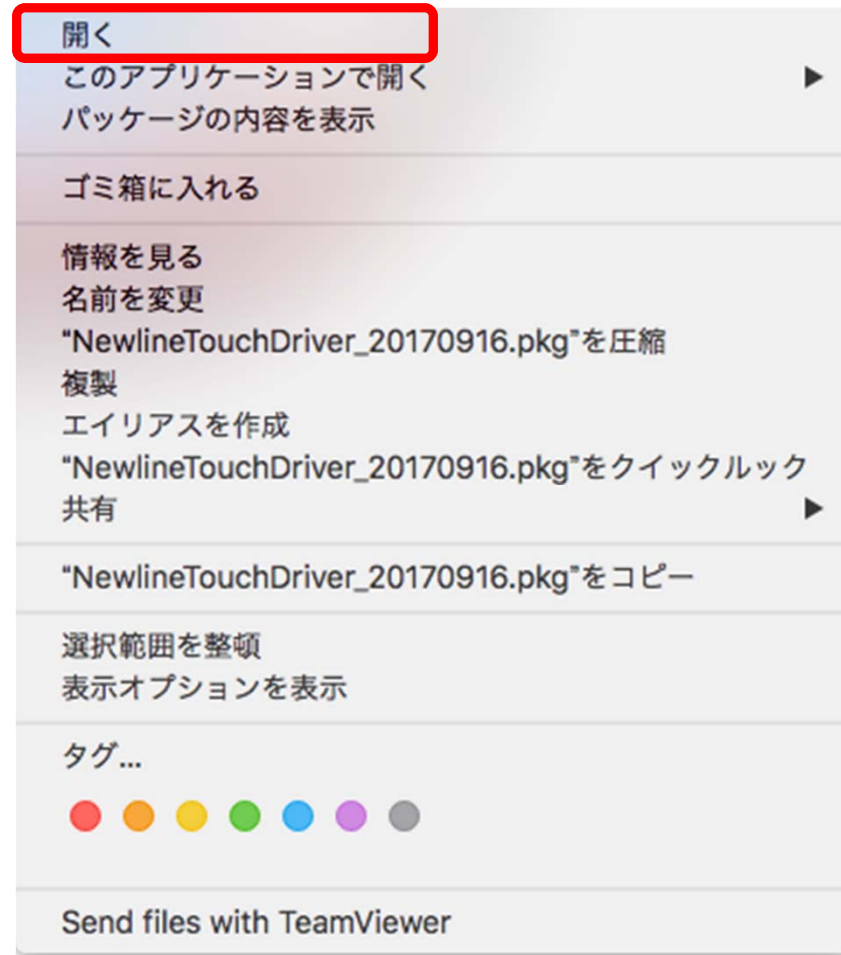 開く
このアプリケーションで開く
パッケージの内容を表示
ゴミ箱に入れる
情報を見る
名前を変更
“NewlineTouchDriver_20170916.pkg”を圧縮
複製
エイリアスを作成
“NewlineTouchDriver_20170916.pkg”をクイックルック
共有
“NewlineTouchDriver_20170916.pkg”をコピー
選択範囲を整頓
表示オプションを表示
タグ...
Send files with TeamViewer